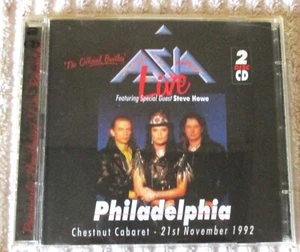 "The Official Bootleg"
ASIA
Live
2
DISC
CD
Featuring Special Guest Steve Howe
Philadelphia
Chestnut Cabaret - 21st November 1992